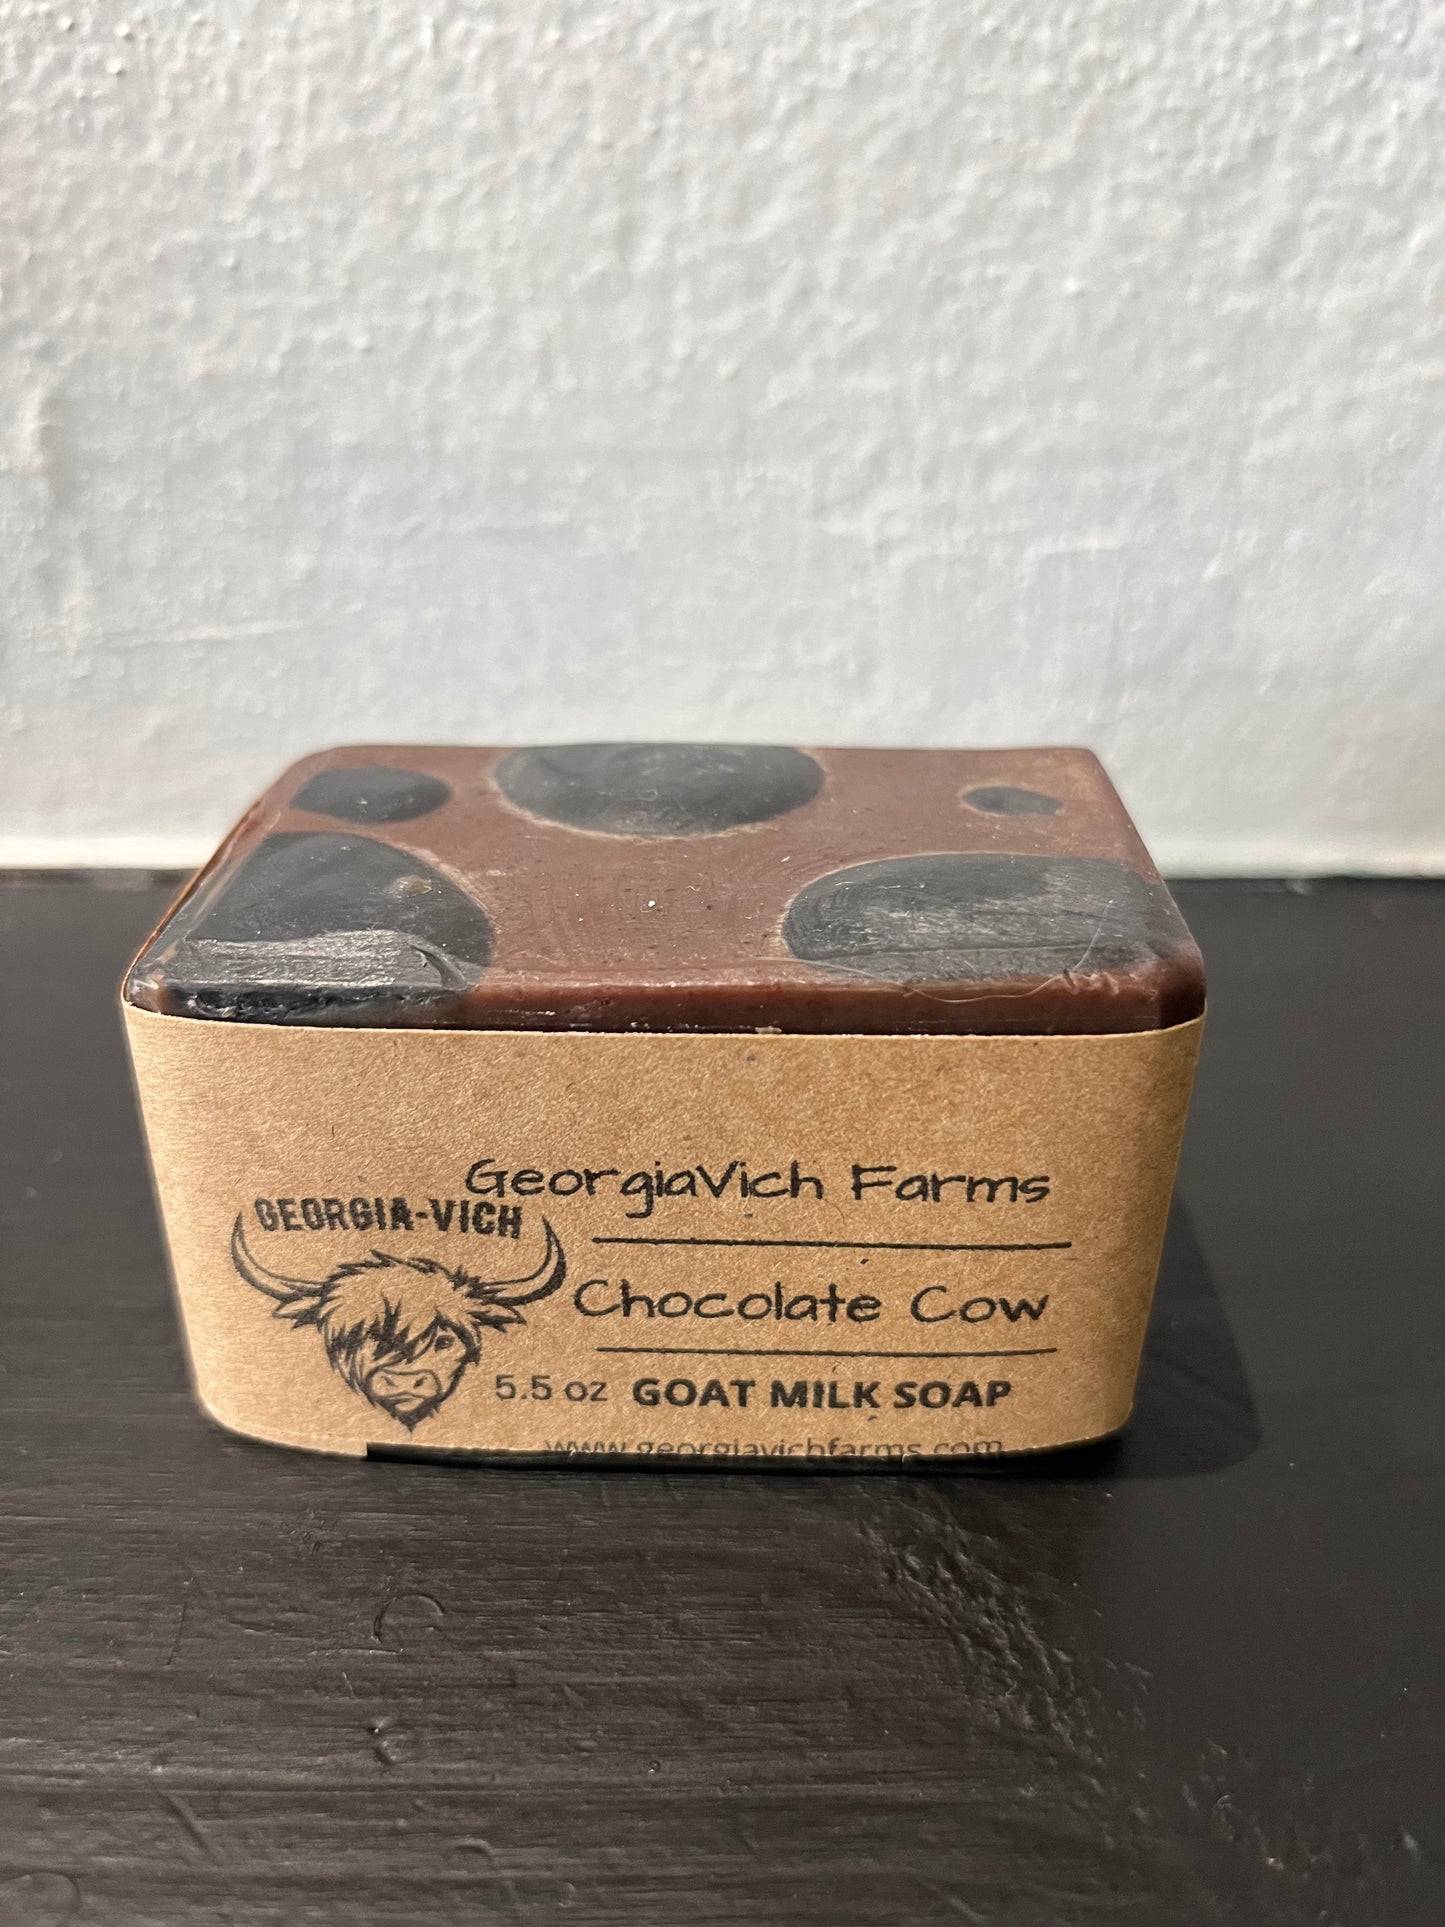 GeorgiaVich Farms
GEORGIA-VICH
Chocolate Cow
5.5 oz GOAT MILK SOAP
www.georgiavichfarms.com